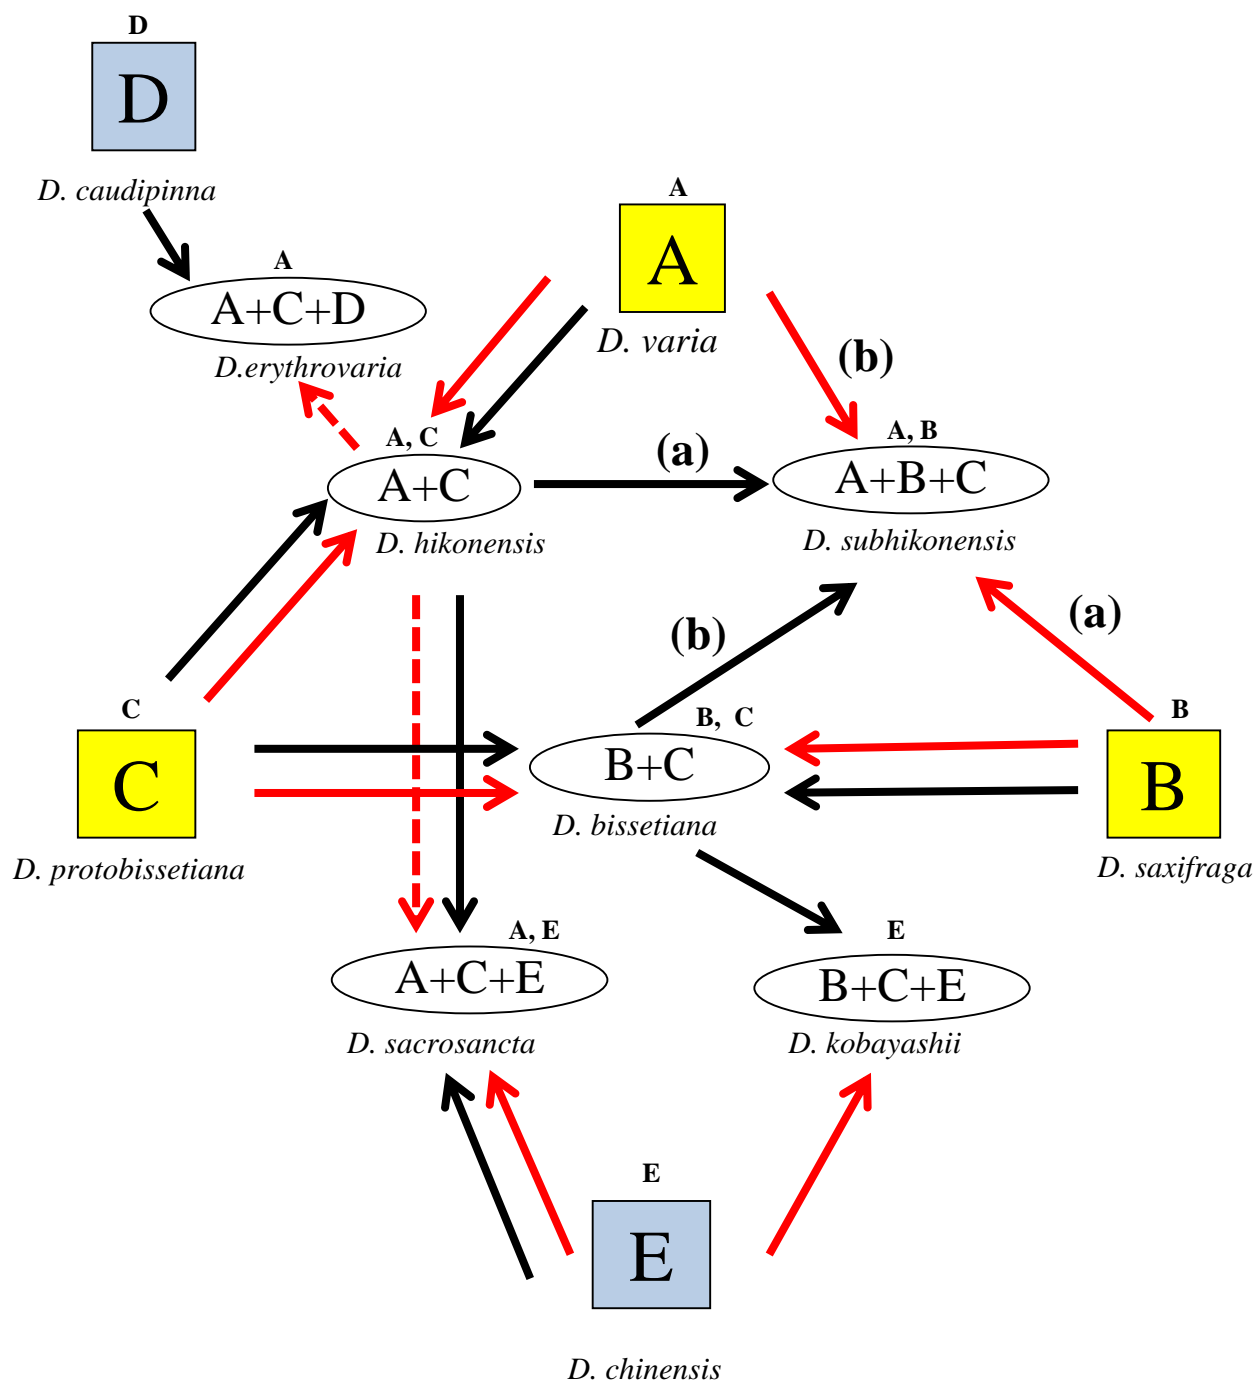 D
D
D. caudipinna
A
A
D. varia
A
A+C+D
D.erythrovaria
(b)
A, C
A+C
D. hikonensis
(a)
A, B
A+B+C
D. subhikonensis
(b)
(a)
C
C
D. protobissetiana
B, C
B+C
D. bissetiana
B
B
D. saxifraga
A, E
A+C+E
D. sacrosancta
E
B+C+E
D. kobayashii
E
E
D. chinensis